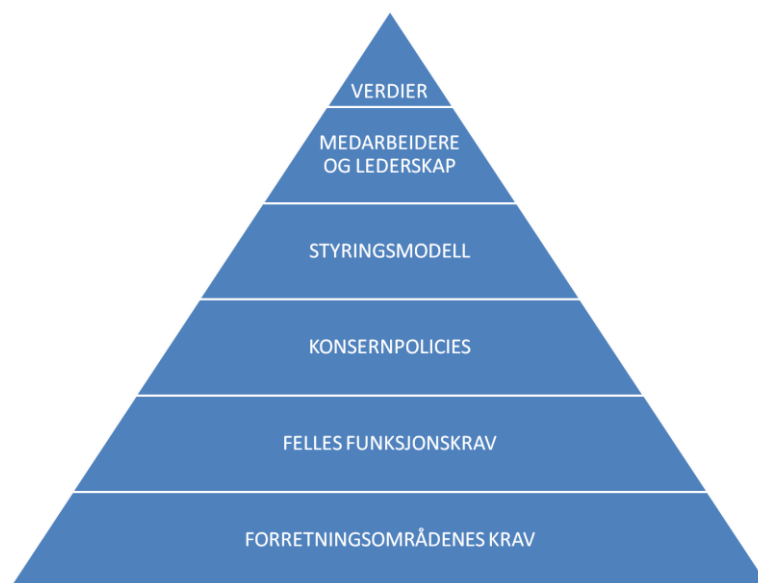 VERDIER
MEDARBEIDERE
OG LEDERSKAP
STYRINGSMODELL
KONSERNPOLICIES
FELLES FUNKSJONSKRAV
FORRETNINGSOMRÅDENES KRAV